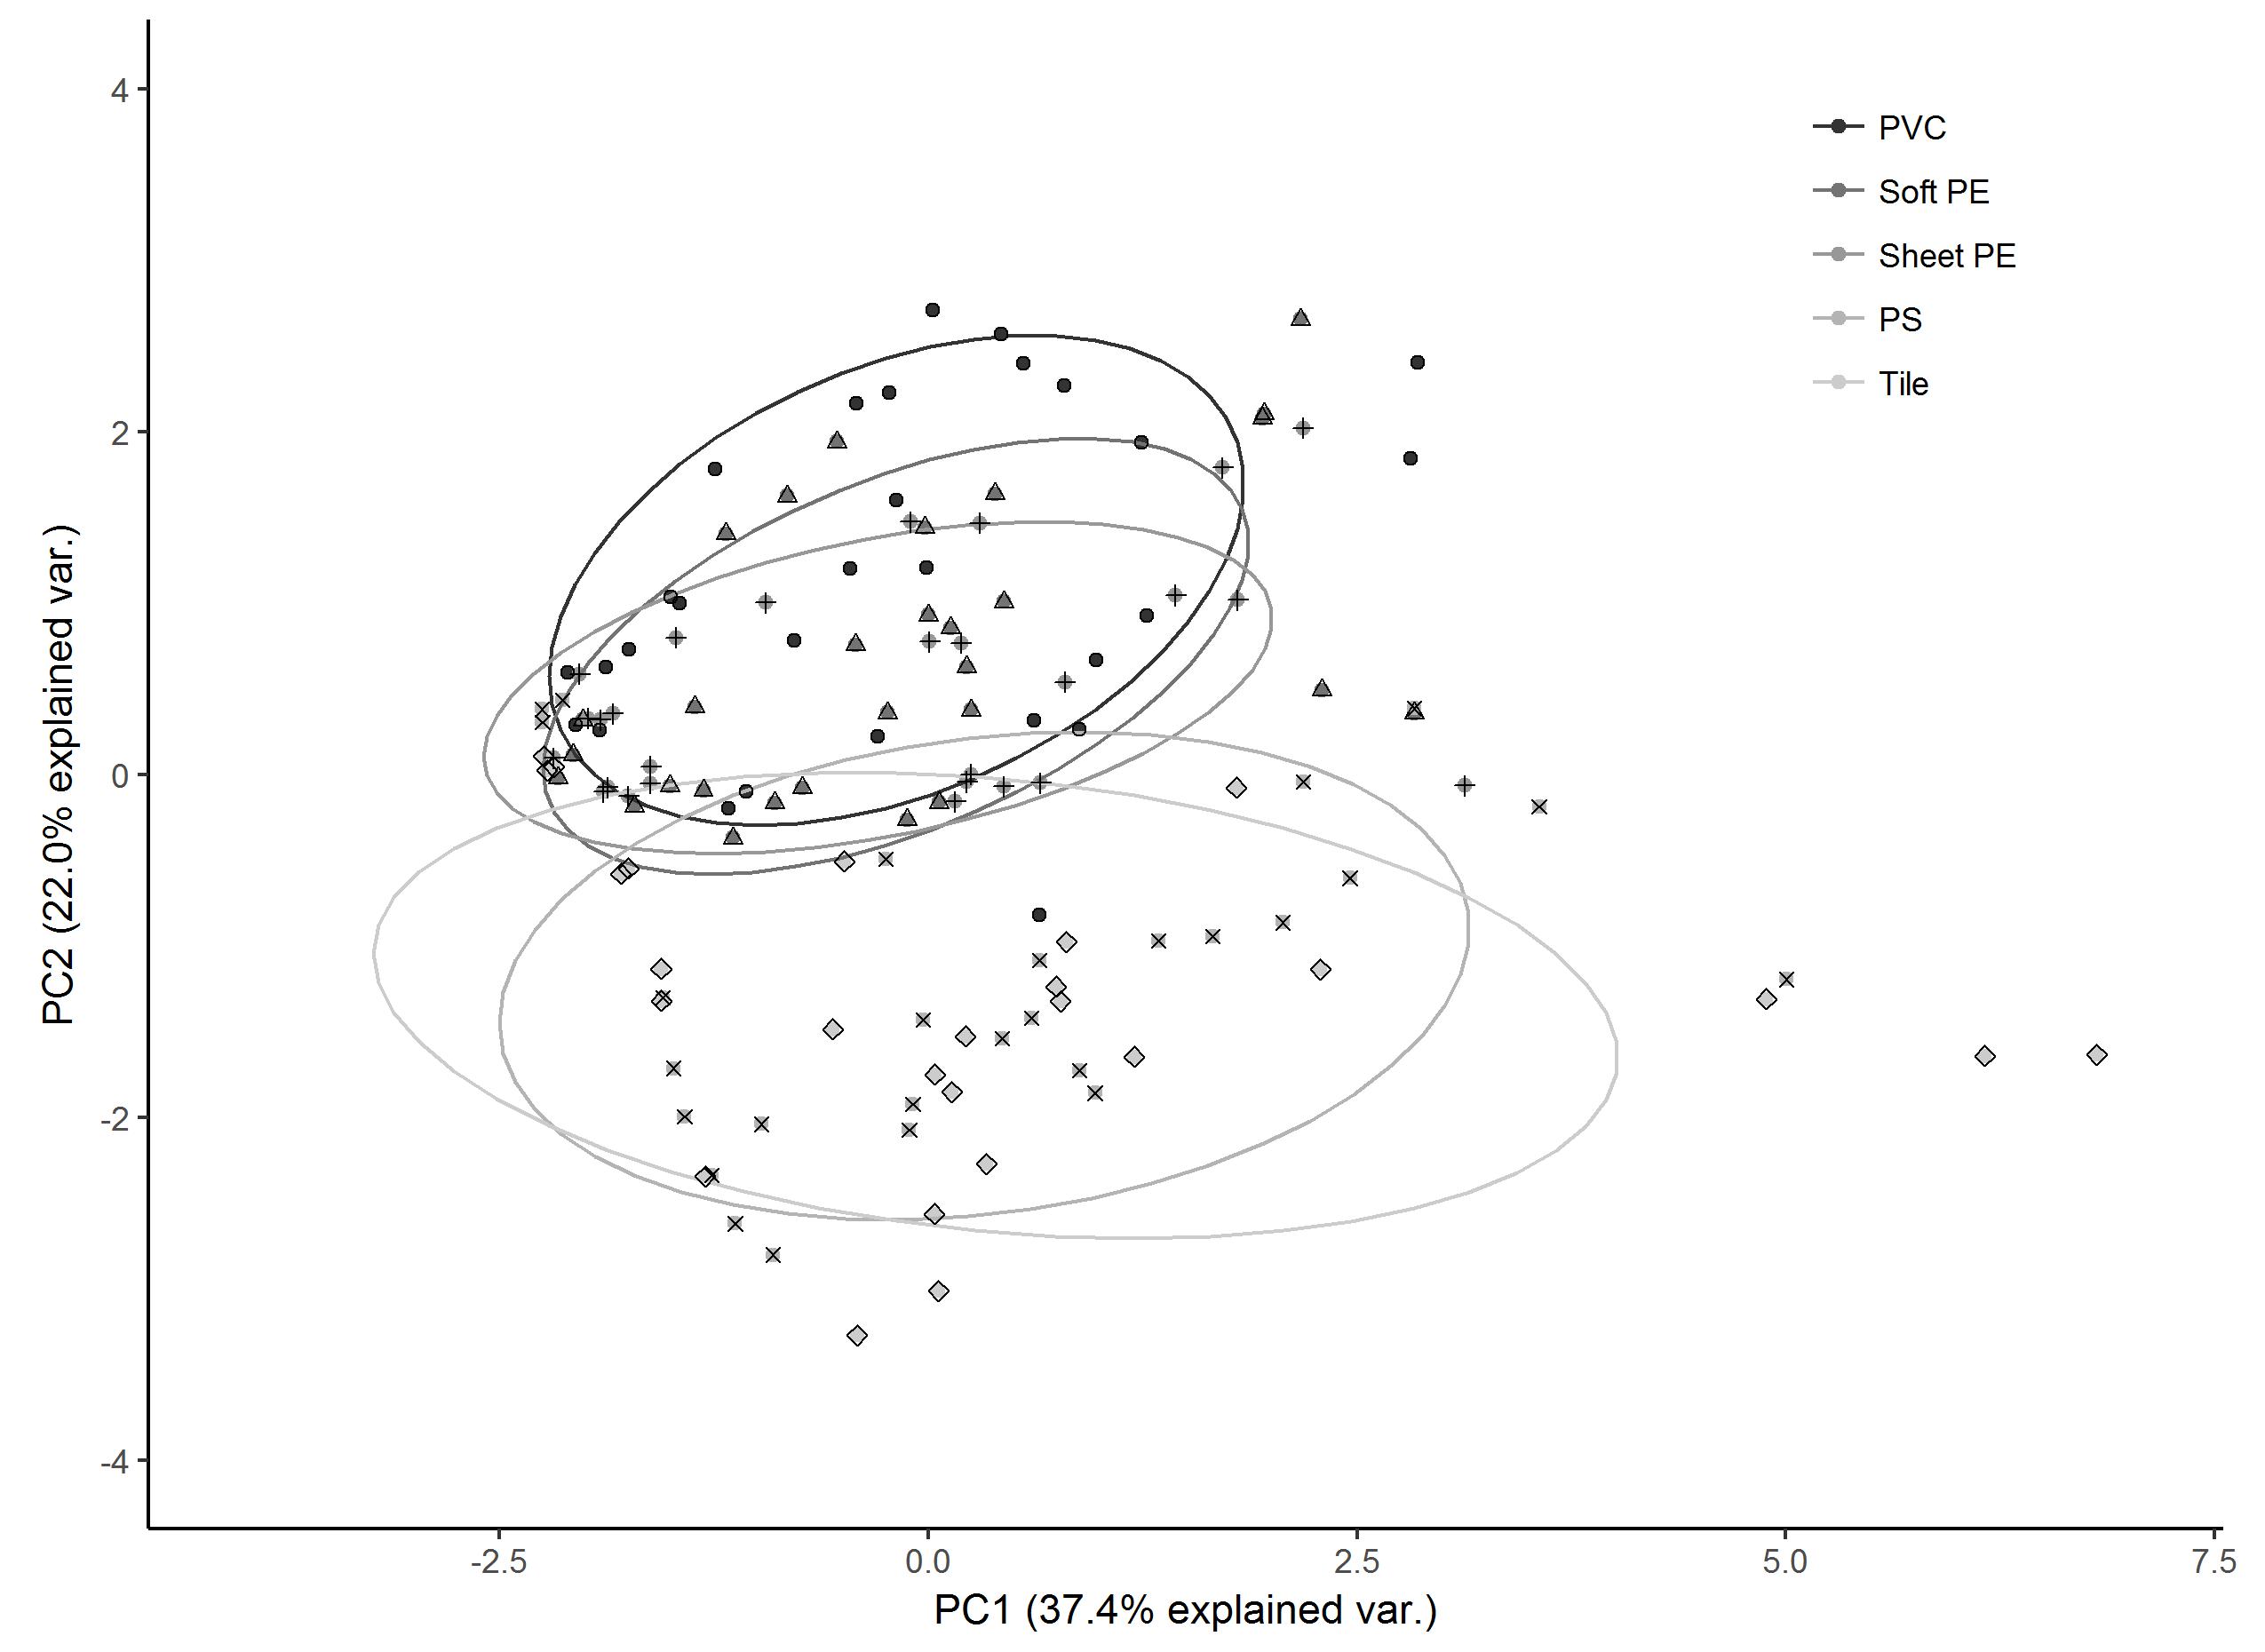 4
2
0
-2
-4
PC2 (22.0% explained var.)
PVC
Soft PE
Sheet PE
PS
Tile
-2.5
0.0
2.5
5.0
7.5
PC1 (37.4% explained var.)